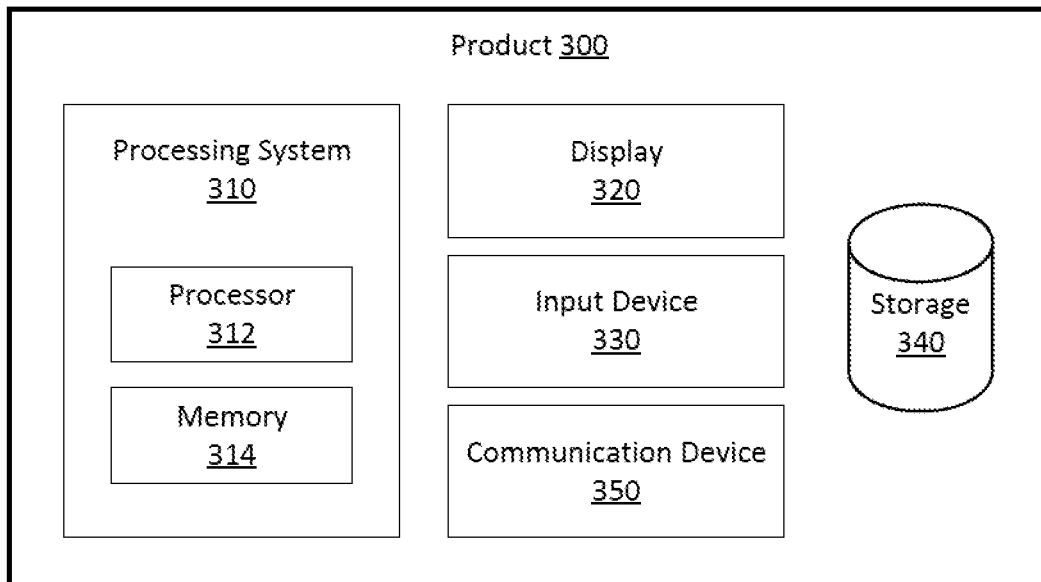 Product 300
Processing System
310
Processor
312
Memory
314
Display
320
Input Device
330
Communication Device
350
Storage
340